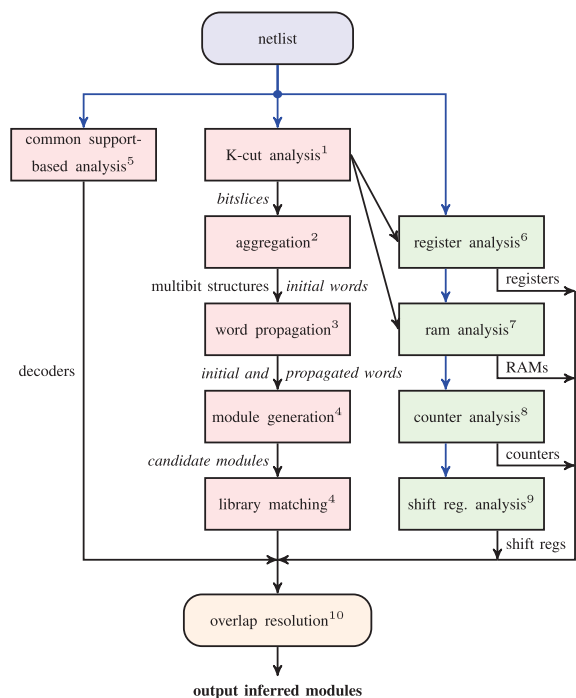 netlist
common support-
based analysis⁵
K-cut analysis¹
bitslices
aggregation²
register analysis⁶
registers
multibit structures initial words
word propagation³
ram analysis⁷
RAMs
decoders
initial and propagated words
module generation⁴
counter analysis⁸
counters
candidate modules
library matching⁴
shift reg. analysis⁹
shift regs
overlap resolution¹⁰
output inferred modules